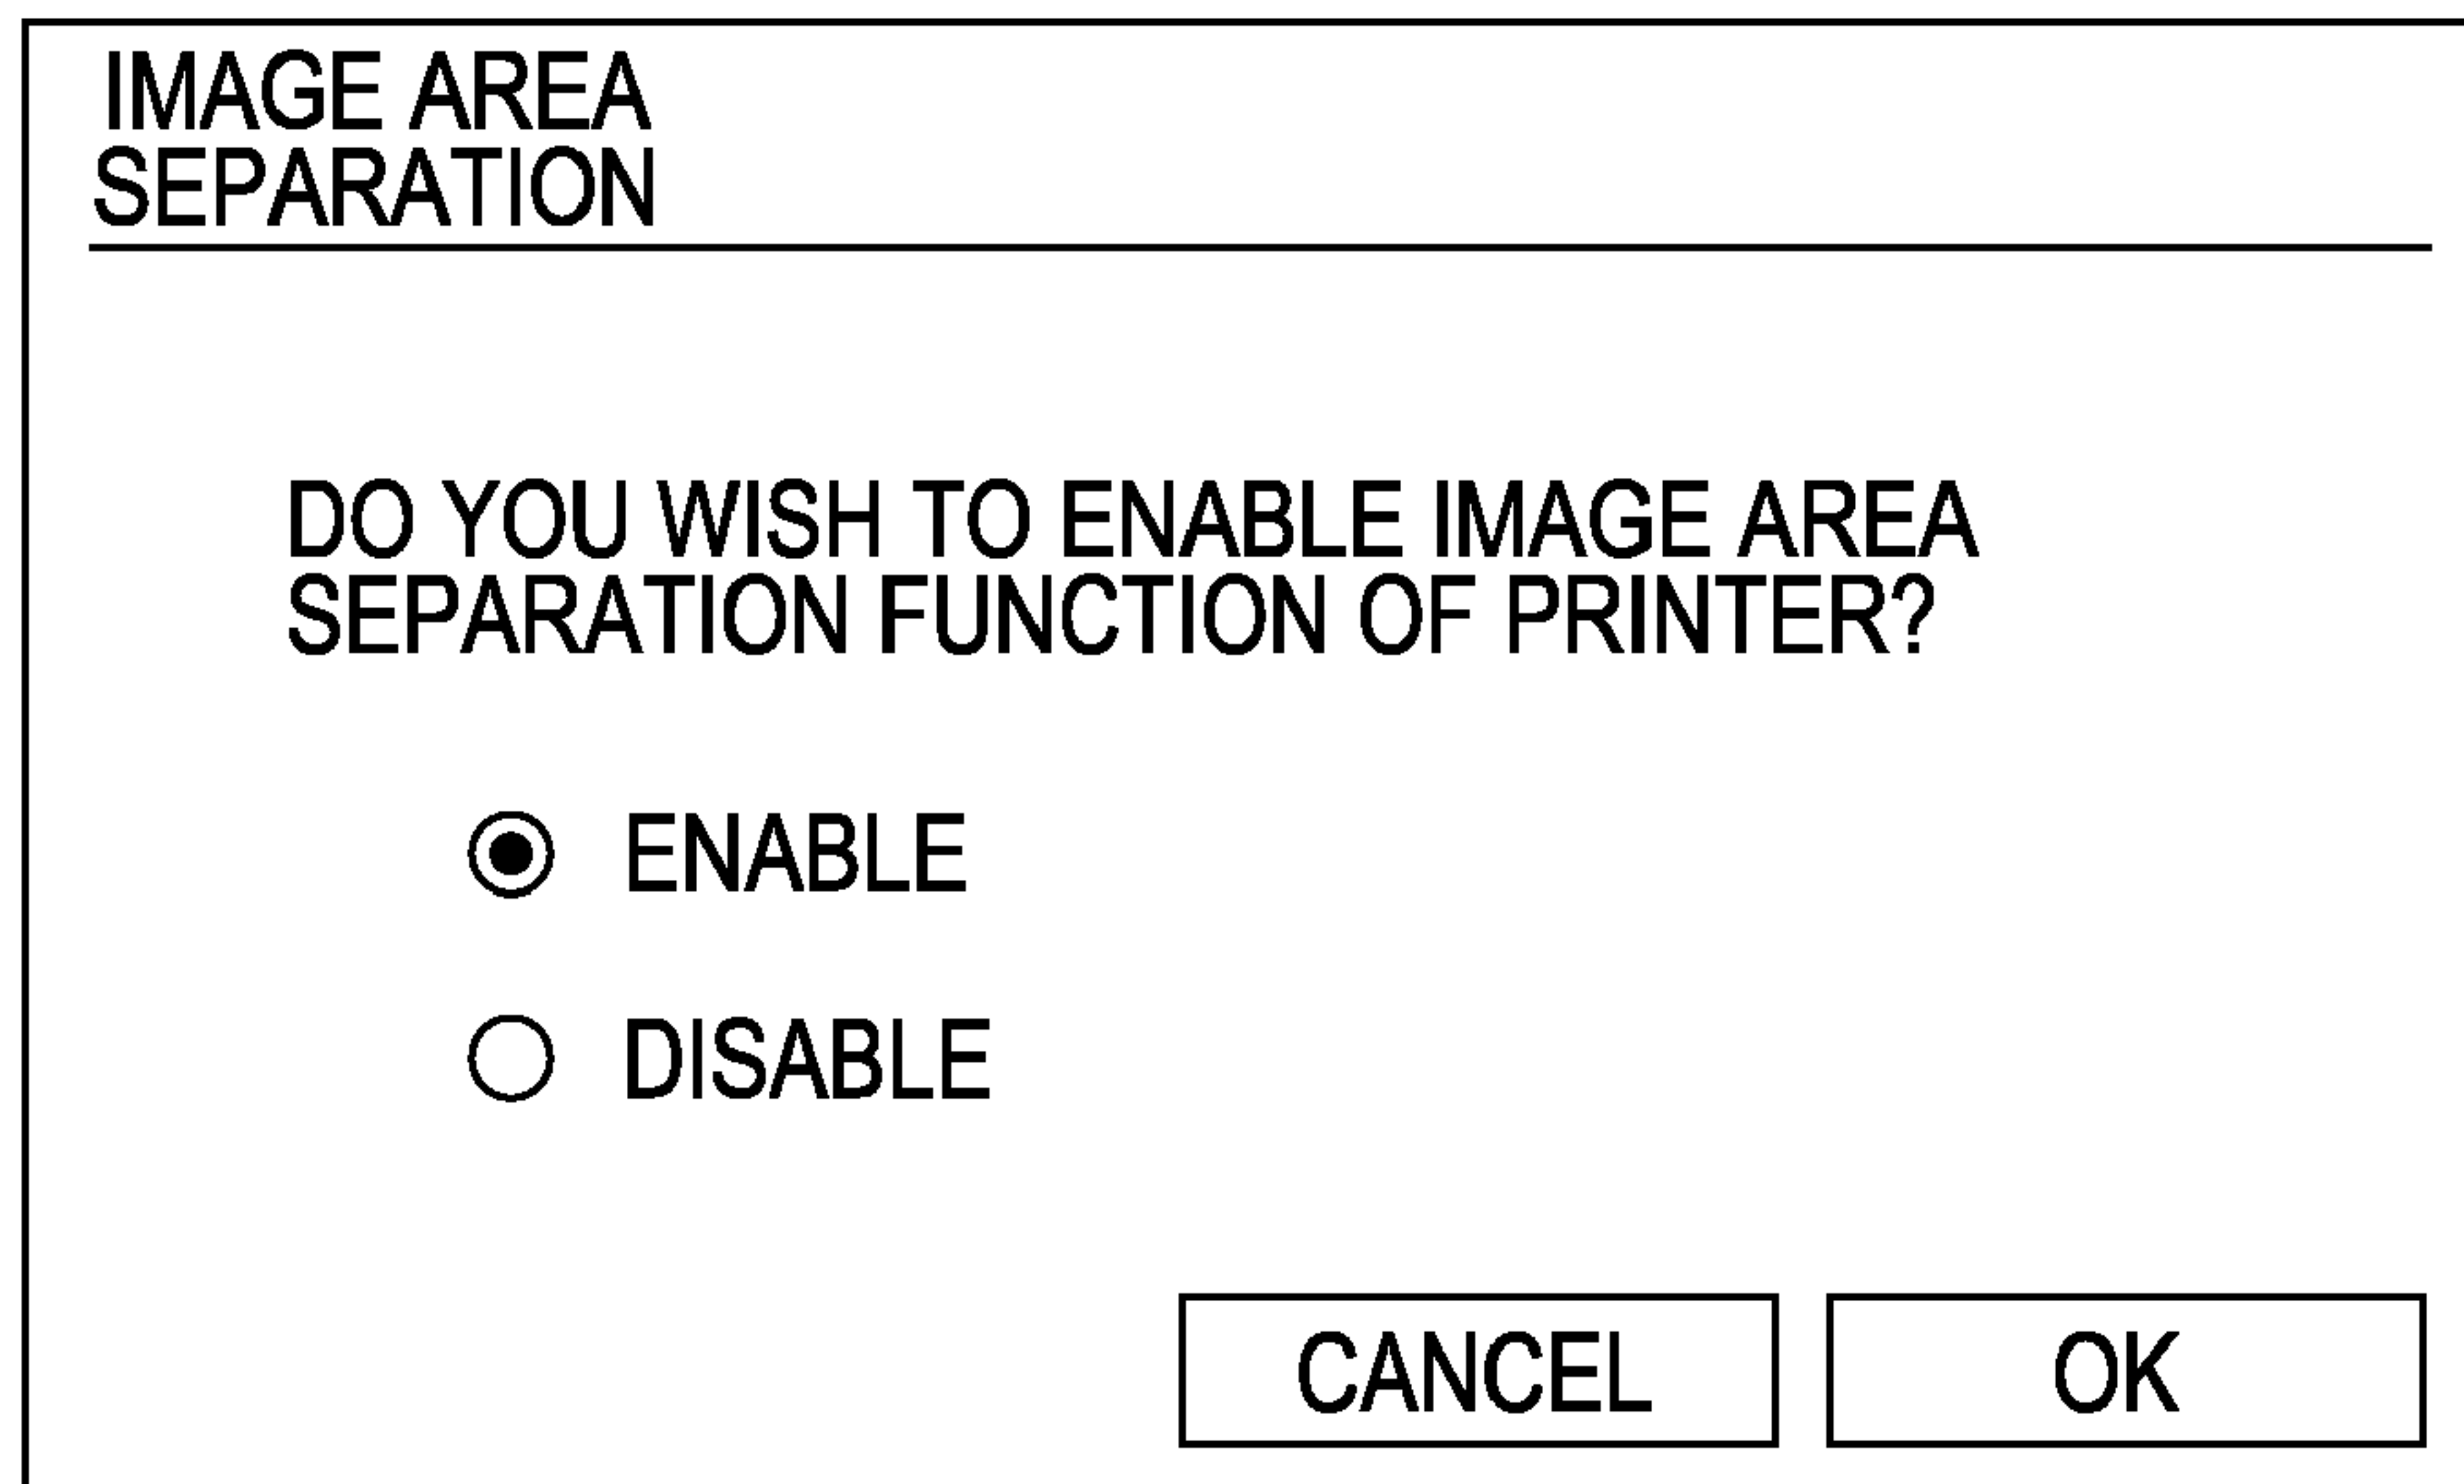 IMAGE AREA
SEPARATION
DO YOU WISH TO ENABLE IMAGE AREA
SEPARATION FUNCTION OF PRINTER?
ENABLE
DISABLE
CANCEL OK